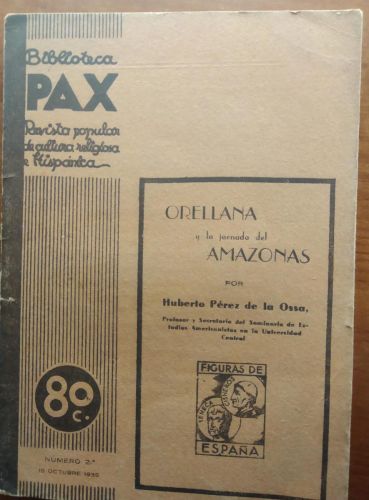 Biblioteca
PAX
Revista popular
de cultura religiosa
e hispánica
ORELLANA
y la jornada del
AMAZONAS
POR
Huberto Pérez de la Ossa,
Profesor y Secretario del Seminario de Es-
tudios Americanistas en la Universidad
Central
FIGURAS DE
SENECA
CISNEROS
ESPAÑA
80
C.
NÚMERO 2.º
15 OCTUBRE 1935